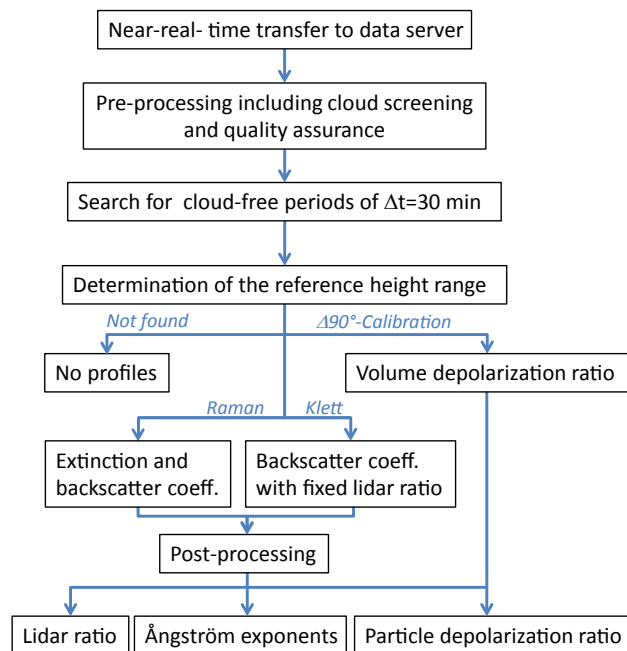 Near-real- time transfer to data server
Pre-processing including cloud screening
and quality assurance
Search for cloud-free periods of Δt=30 min
Determination of the reference height range
Not found
Δ90°-Calibration
No profiles
Volume depolarization ratio
Raman
Klett
Extinction and
backscatter coeff.
Backscatter coeff.
with fixed lidar ratio
Post-processing
Lidar ratio
Ångström exponents
Particle depolarization ratio